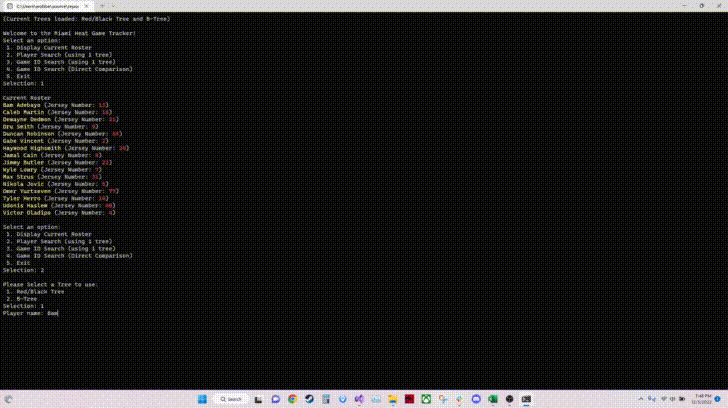 (Current Trees loaded: Red/Black Tree and B-Tree)
Welcome to the Miami Heat Game Tracker!
Select an option:
1. Display Current Roster
2. Player Search (using 1 tree)
3. Game ID Search (using 1 tree)
4. Game ID Search (Direct Comparison)
5. Exit
Selection: 1
Current Roster
Bam Adebayo (Jersey Number: 13)
Caleb Martin (Jersey Number: 16)
Dewayne Dedmon (Jersey Number: 21)
Dru Smith (Jersey Number: 9)
Duncan Robinson (Jersey Number: 55)
Gabe Vincent (Jersey Number: 2)
Haywood Highsmith (Jersey Number: 24)
Jamal Cain (Jersey Number: 8)
Jimmy Butler (Jersey Number: 22)
Kyle Lowry (Jersey Number: 7)
Max Strus (Jersey Number: 31)
Nikola Jovic (Jersey Number: 5)
Omer Yurtseven (Jersey Number: 77)
Tyler Herro (Jersey Number: 14)
Udonis Haslem (Jersey Number: 40)
Victor Oladipo (Jersey Number: 4)
Select an option:
1. Display Current Roster
2. Player Search (using 1 tree)
3. Game ID Search (using 1 tree)
4. Game ID Search (Direct Comparison)
5. Exit
Selection: 2
Please Select a Tree to use:
1. Red/Black Tree
2. B-Tree
Selection: 1
Player name: Bam
Search
7:48 PM